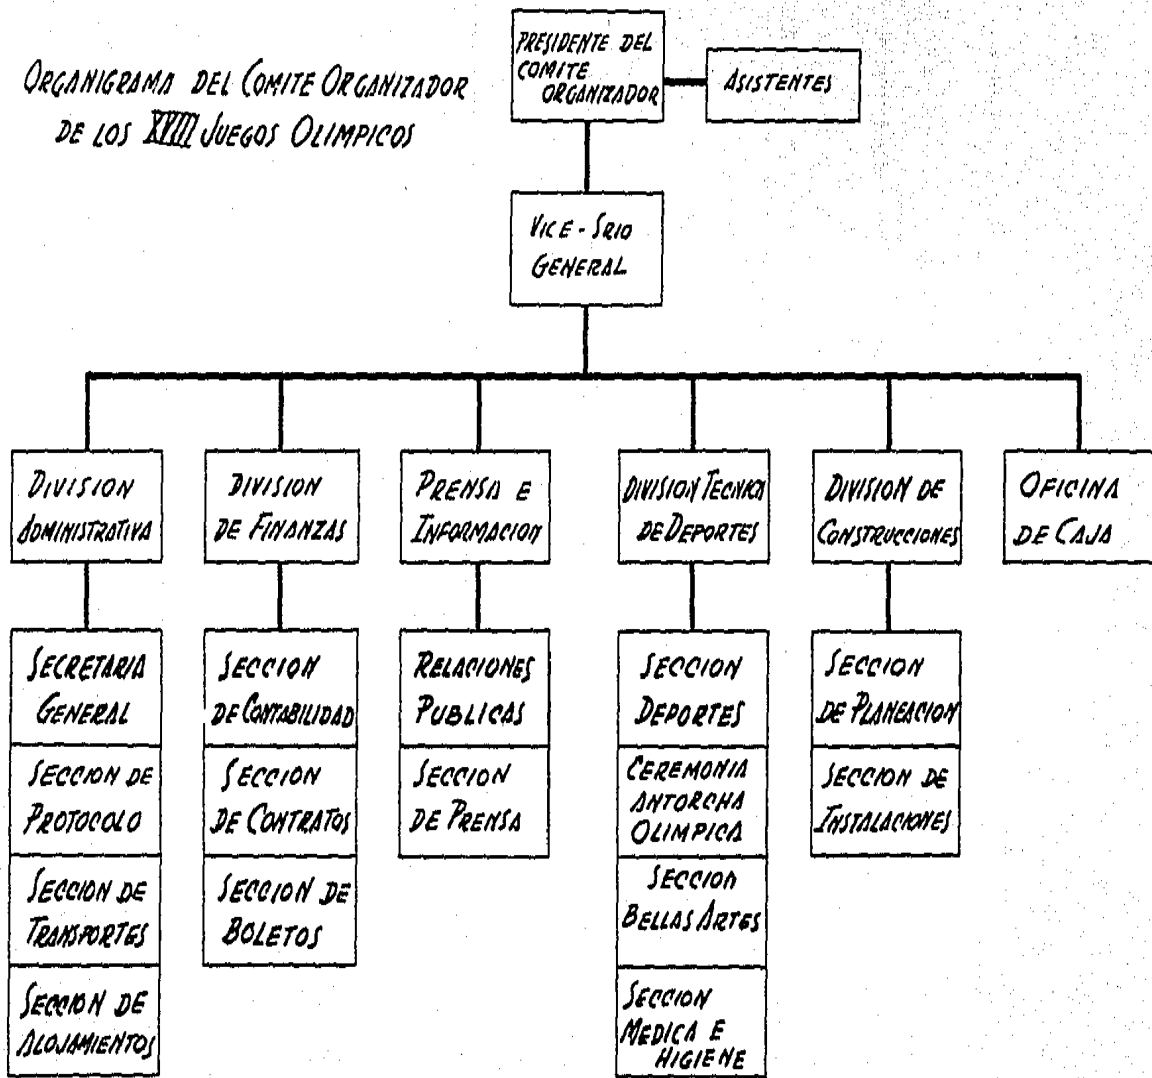 ORGANIGRAMA DEL COMITE ORGANIZADOR
DE LOS XVIII JUEGOS OLIMPICOS
PRESIDENTE DEL
COMITE
ORGANIZADOR
ASISTENTES
VICE-SRIO
GENERAL
DIVISION
ADMINISTRATIVA
DIVISION
DE FINANZAS
PRENSA E
INFORMACION
DIVISION TECNICA
DE DEPORTES
DIVISION DE
CONSTRUCCIONES
OFICINA
DE CAJA
SECRETARIA
GENERAL
SECCION DE
PROTOCOLO
SECCION DE
TRANSPORTES
SECCION DE
ALOJAMIENTOS
SECCION
DE CONTABILIDAD
SECCION
DE CONTRATOS
SECCION DE
BOLETOS
RELACIONES
PUBLICAS
SECCION
DE PRENSA
SECCION
DEPORTES
CEREMONIA
ANTORCHA
OLIMPICA
SECCION
BELLAS ARTES
SECCION
MEDICA E
HIGIENE
SECCION
DE PLANEACION
SECCION DE
INSTALACIONES